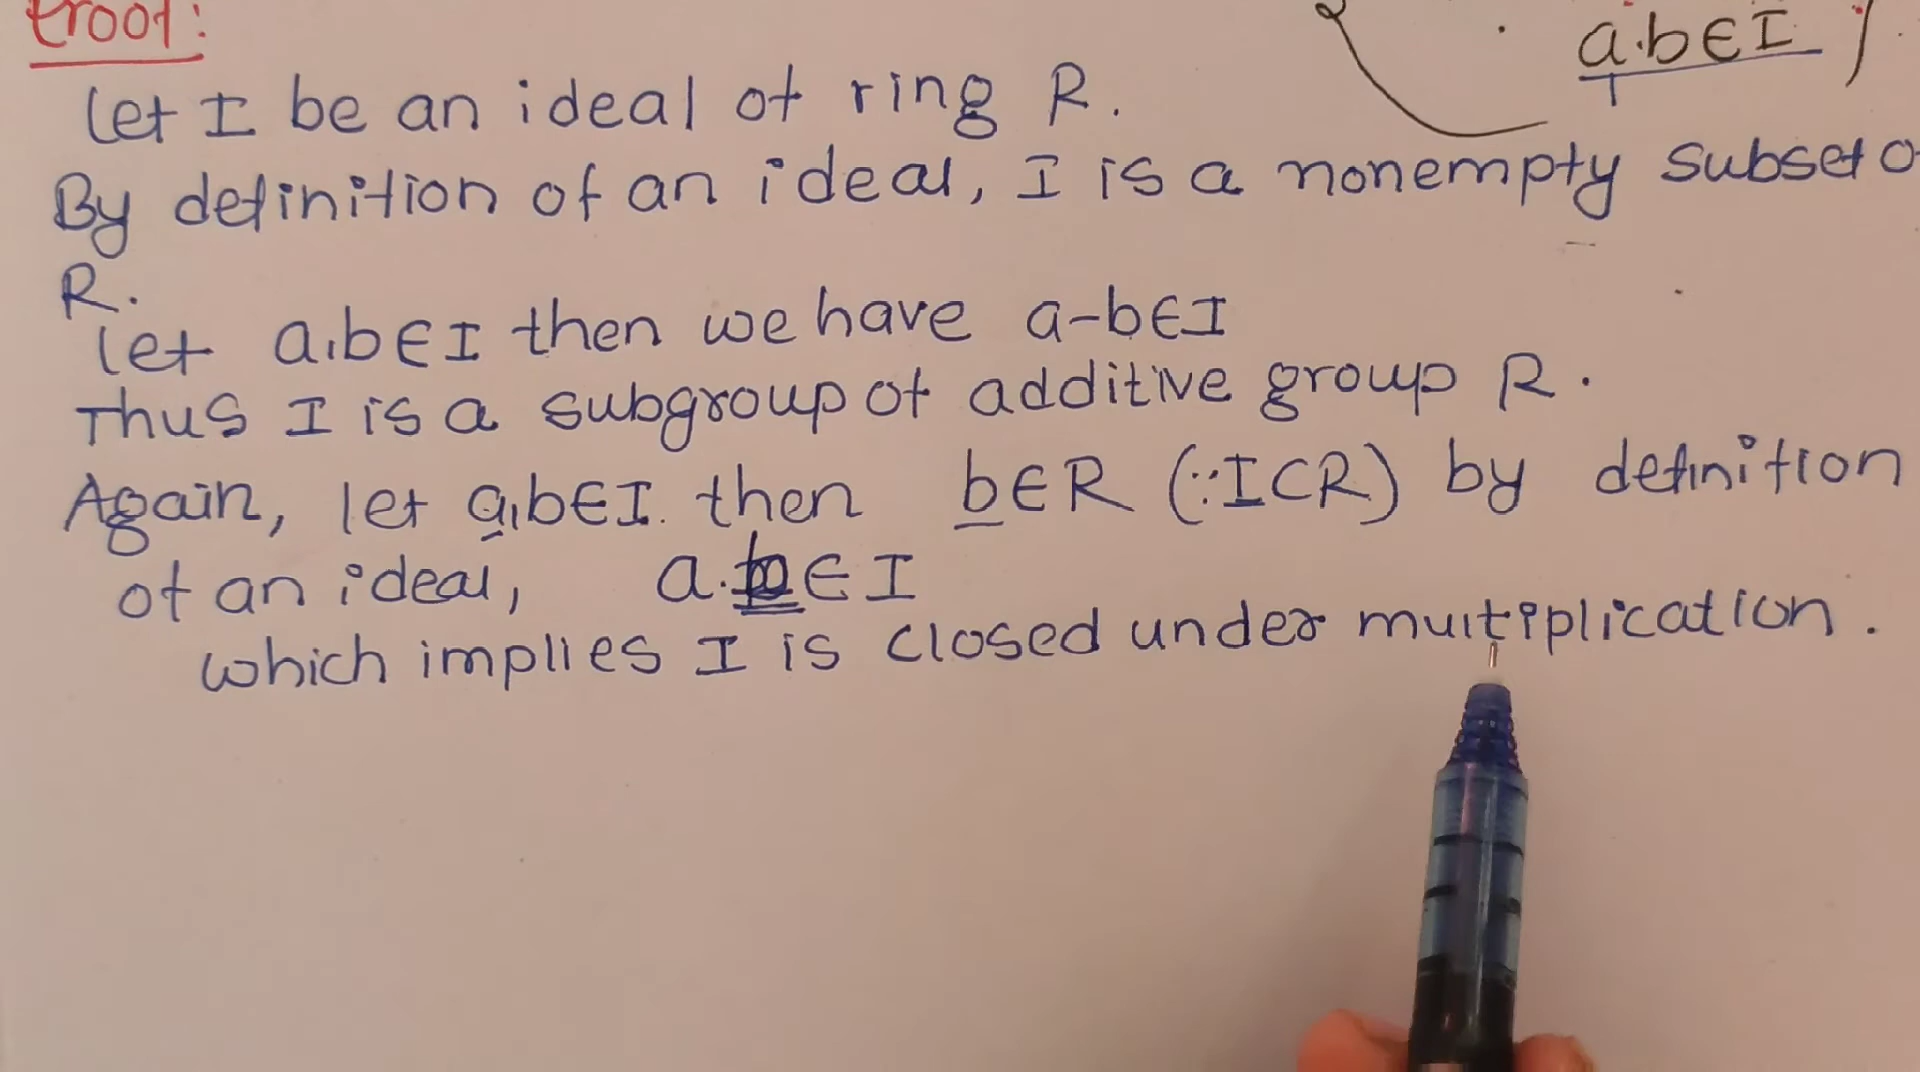 Proof:
a.b∈I }.
Let I be an ideal of ring R.
By definition of an ideal, I is a nonempty subset o
R.
Let a,b∈I then we have a-b∈I
Thus I is a subgroup of additive group R.
Again, let a,b∈I. then b∈R (∵I⊂R) by definition
of an ideal, a.b∈I
which implies I is closed under multiplication.